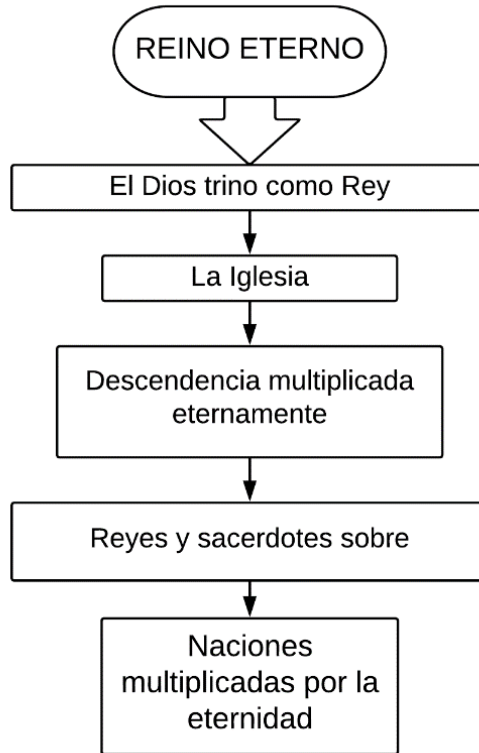 REINO ETERNO
El Dios trino como Rey
La Iglesia
Descendencia multiplicada
eternamente
Reyes y sacerdotes sobre
Naciones
multiplicadas por la
eternidad